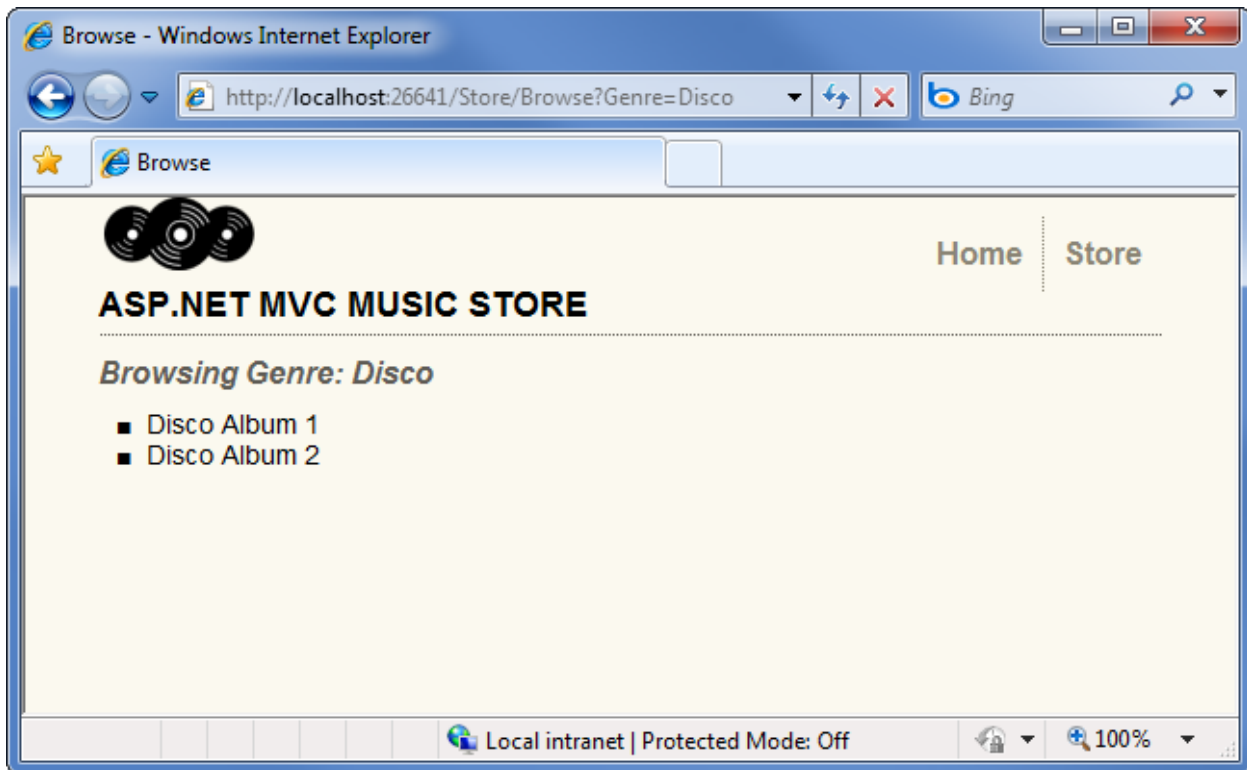 Browse - Windows Internet Explorer
http://localhost:26641/Store/Browse?Genre=Disco
Bing
Browse
Home
Store
ASP.NET MVC MUSIC STORE
Browsing Genre: Disco
Disco Album 1
Disco Album 2
Local intranet | Protected Mode: Off
100%